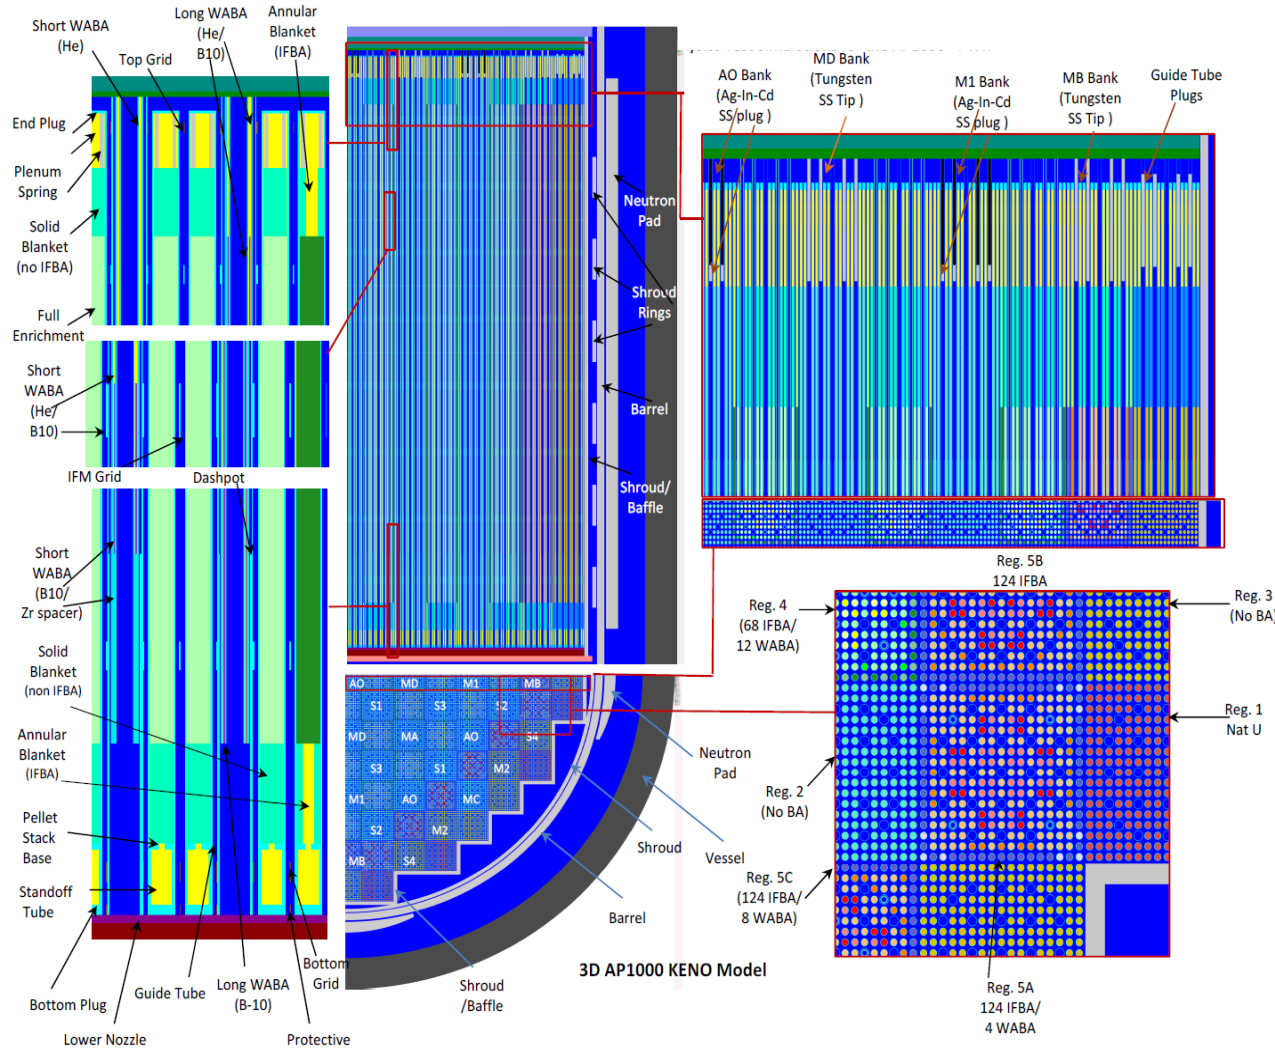 Short WABA
(He)
Long WABA
(He/
B10)
Annular
Blanket
(IFBA)
Top Grid
End Plug
Plenum
Spring
Solid
Blanket
(no IFBA)
Full
Enrichment
Short
WABA
(He/
B10)
IFM Grid
Dashpot
Short
WABA
(B10/
Zr spacer)
Solid
Blanket
(non IFBA)
Annular
Blanket
(IFBA)
Pellet
Stack
Base
Standoff
Tube
Bottom Plug
Lower Nozzle
Guide Tube
Long WABA
(B-10)
Bottom
Grid
Protective
Neutron
Pad
Shroud
Rings
Barrel
Shroud/
Baffle
AO Bank
(Ag-In-Cd
SS plug )
MD Bank
(Tungsten
SS Tip )
M1 Bank
(Ag-In-Cd
SS plug )
MB Bank
(Tungsten
SS Tip )
Guide Tube
Plugs
AO MD M1 MB
S1 S3 S2
MD MA AO S4
S3 S1 M2
M1 AO MC
S2 M2
MB S4
Neutron
Pad
Shroud
Vessel
Barrel
Shroud
/Baffle
3D AP1000 KENO Model
Reg. 5B
124 IFBA
Reg. 4
(68 IFBA/
12 WABA)
Reg. 3
(No BA)
Reg. 1
Nat U
Reg. 2
(No BA)
Reg. 5C
(124 IFBA/
8 WABA)
Reg. 5A
124 IFBA/
4 WABA